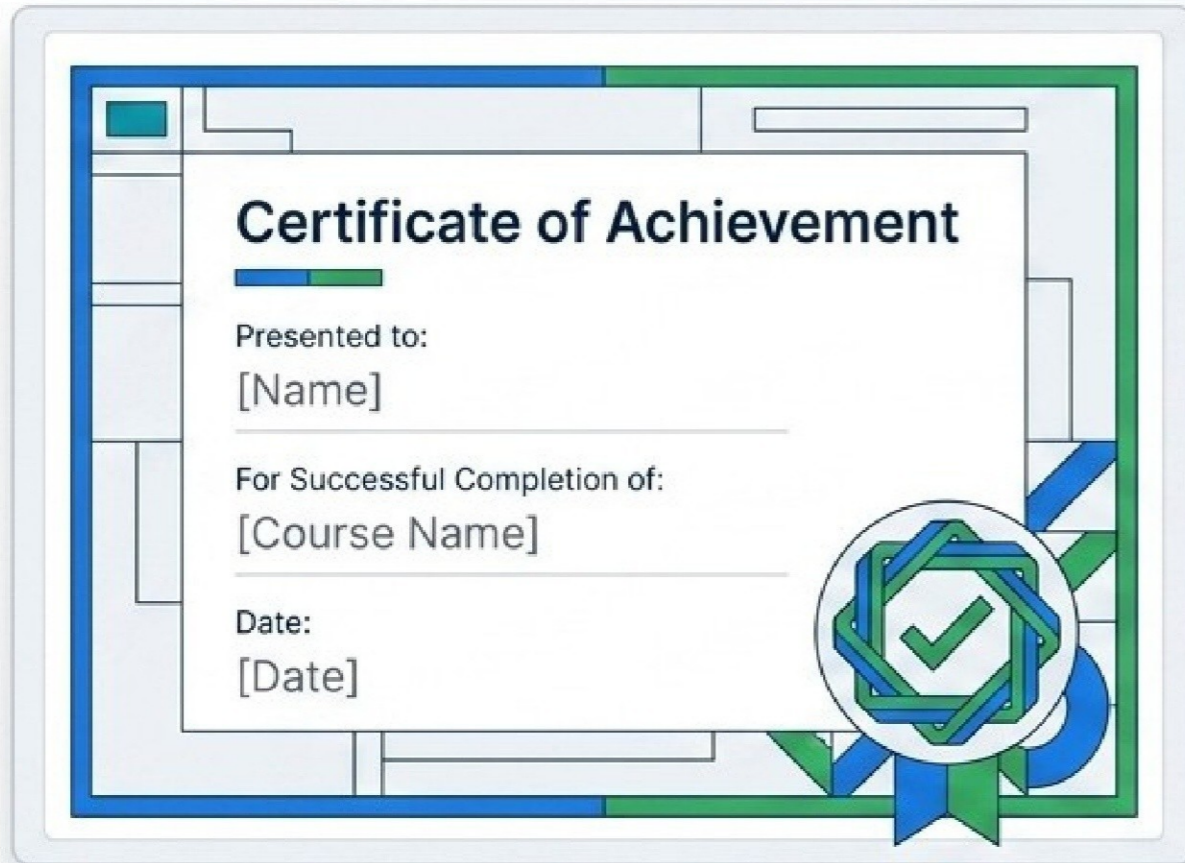 Certificate of Achievement
Presented to:
[Name]
For Successful Completion of:
[Course Name]
Date:
[Date]